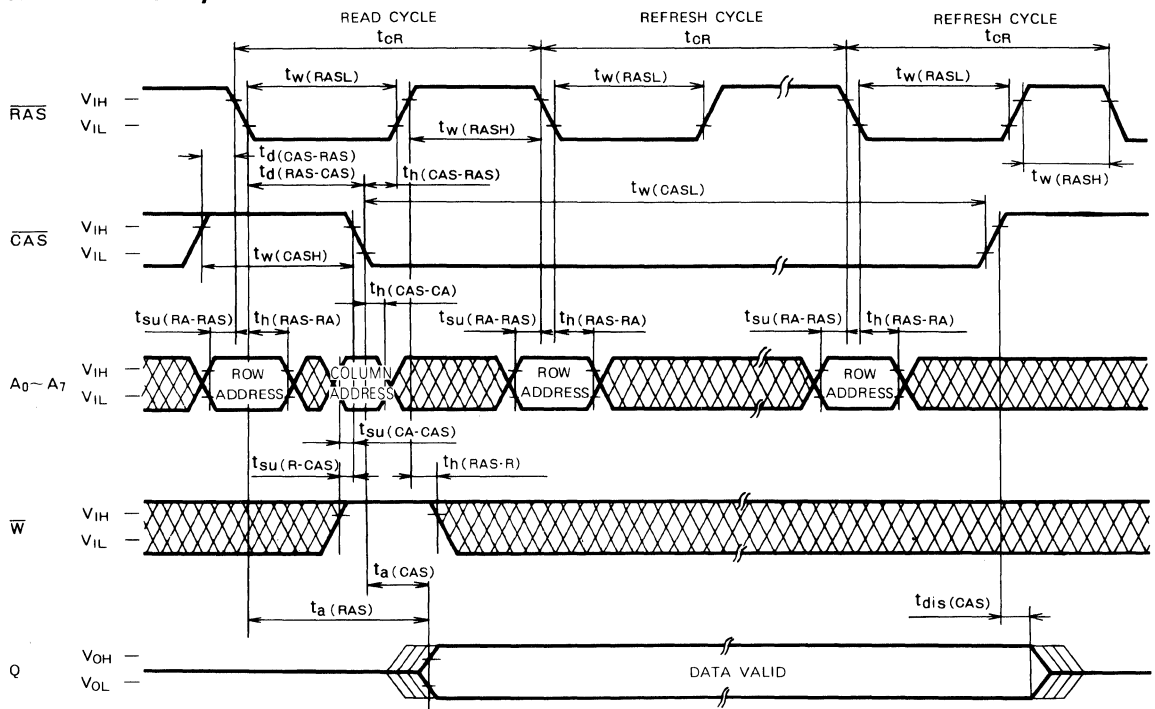 READ CYCLE
REFRESH CYCLE
REFRESH CYCLE
tCR
tCR
tCR
tw(RASL)
tw(RASL)
tw(RASL)
RAS
VIH
VIL
tw(RASH)
td(CAS-RAS)
td(RAS-CAS)
th(CAS-RAS)
tw(RASH)
tw(CASL)
CAS
VIH
VIL
tw(CASH)
th(CAS-CA)
tsu(RA-RAS)
th(RAS-RA)
tsu(RA-RAS)
th(RAS-RA)
tsu(RA-RAS)
th(RAS-RA)
A0~A7
VIH
VIL
ROW
ADDRESS
COLUMN
ADDRESS
ROW
ADDRESS
ROW
ADDRESS
tsu(CA-CAS)
tsu(R-CAS)
th(RAS-R)
W
VIH
VIL
ta(CAS)
ta(RAS)
tdis(CAS)
Q
VOH
VOL
DATA VALID